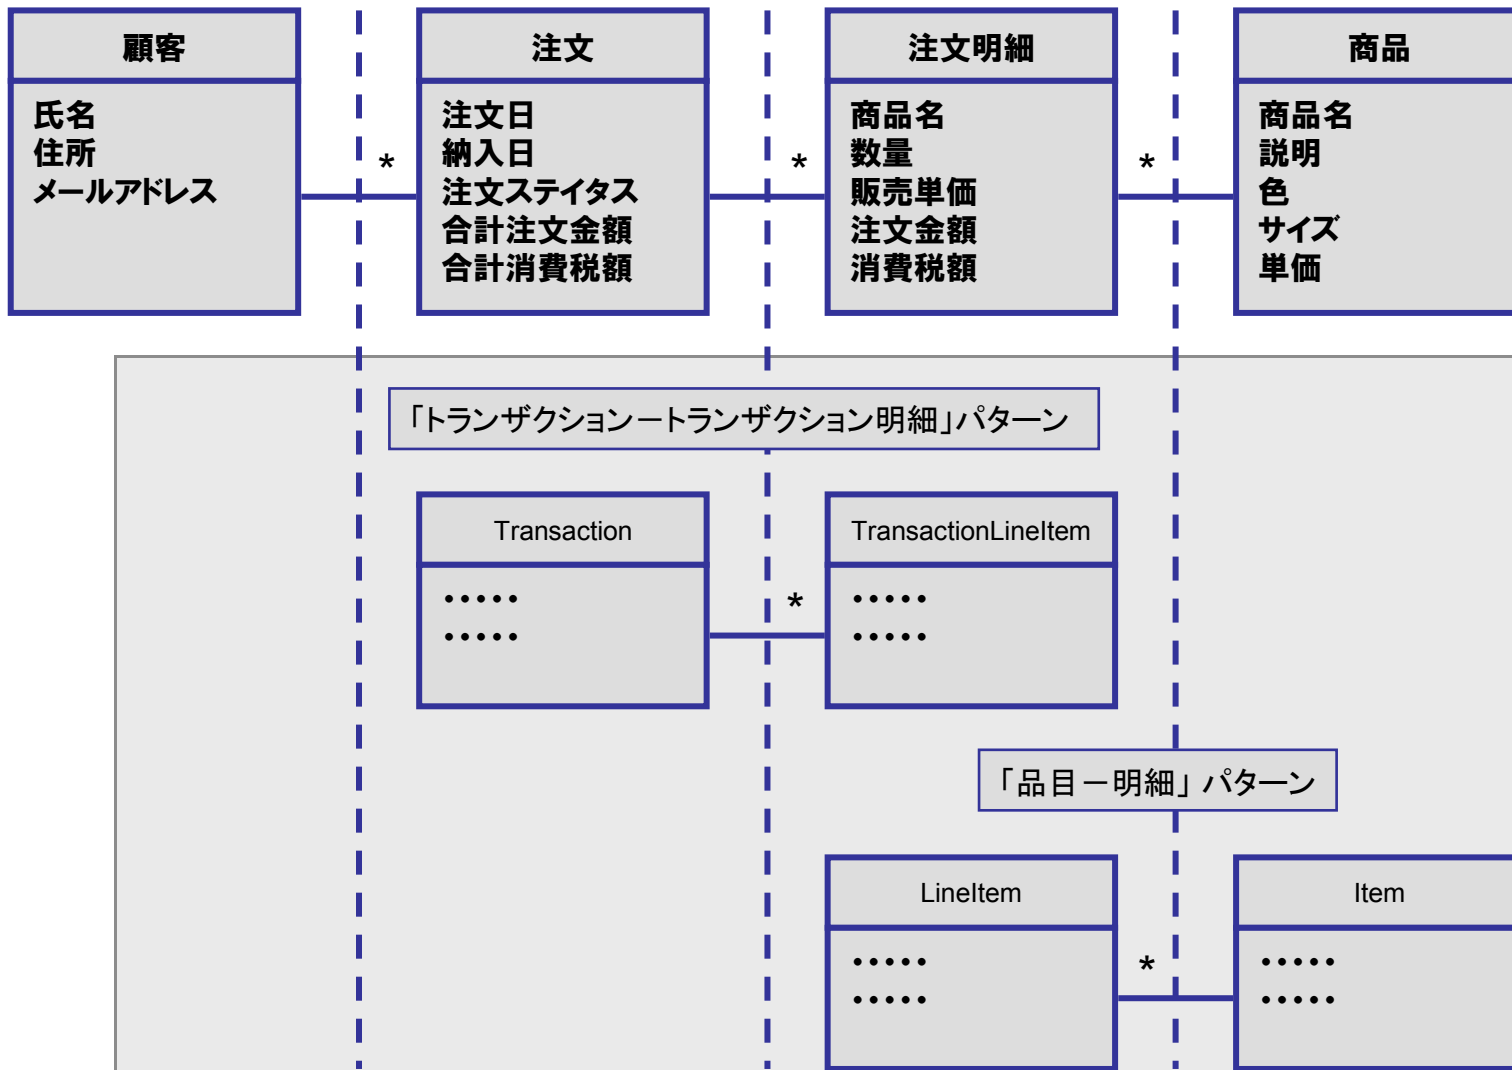 顧客
氏名
住所
メールアドレス
*
注文
注文日
納入日
注文ステイタス
合計注文金額
合計消費税額
*
注文明細
商品名
数量
販売単価
注文金額
消費税額
*
商品
商品名
説明
色
サイズ
単価
「トランザクションートランザクション明細」パターン
Transaction
・・・・・
・・・・・
*
TransactionLineItem
・・・・・
・・・・・
「品目ー明細」 パターン
LineItem
・・・・・
・・・・・
*
Item
・・・・・
・・・・・